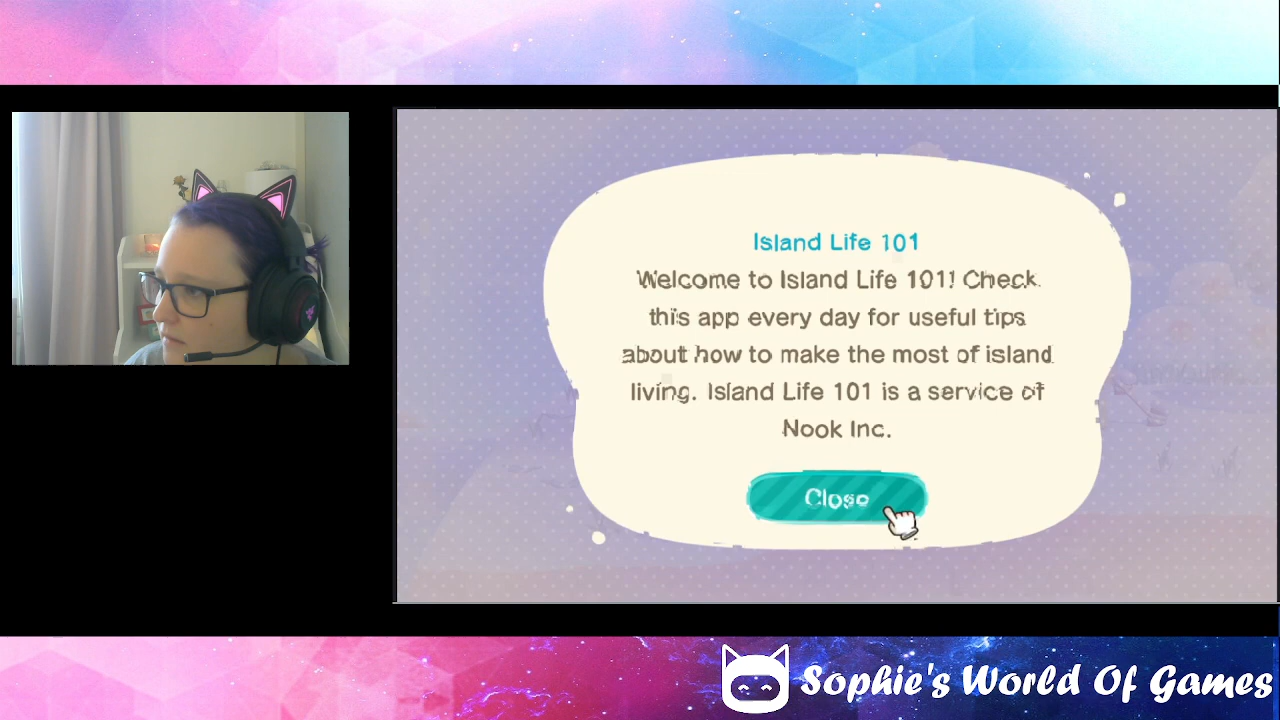 Island Life 101
Welcome to Island Life 101! Check
this app every day for useful tips
about how to make the most of island
living. Island Life 101 is a service of
Nook Inc.
Close
Sophie's World Of Games